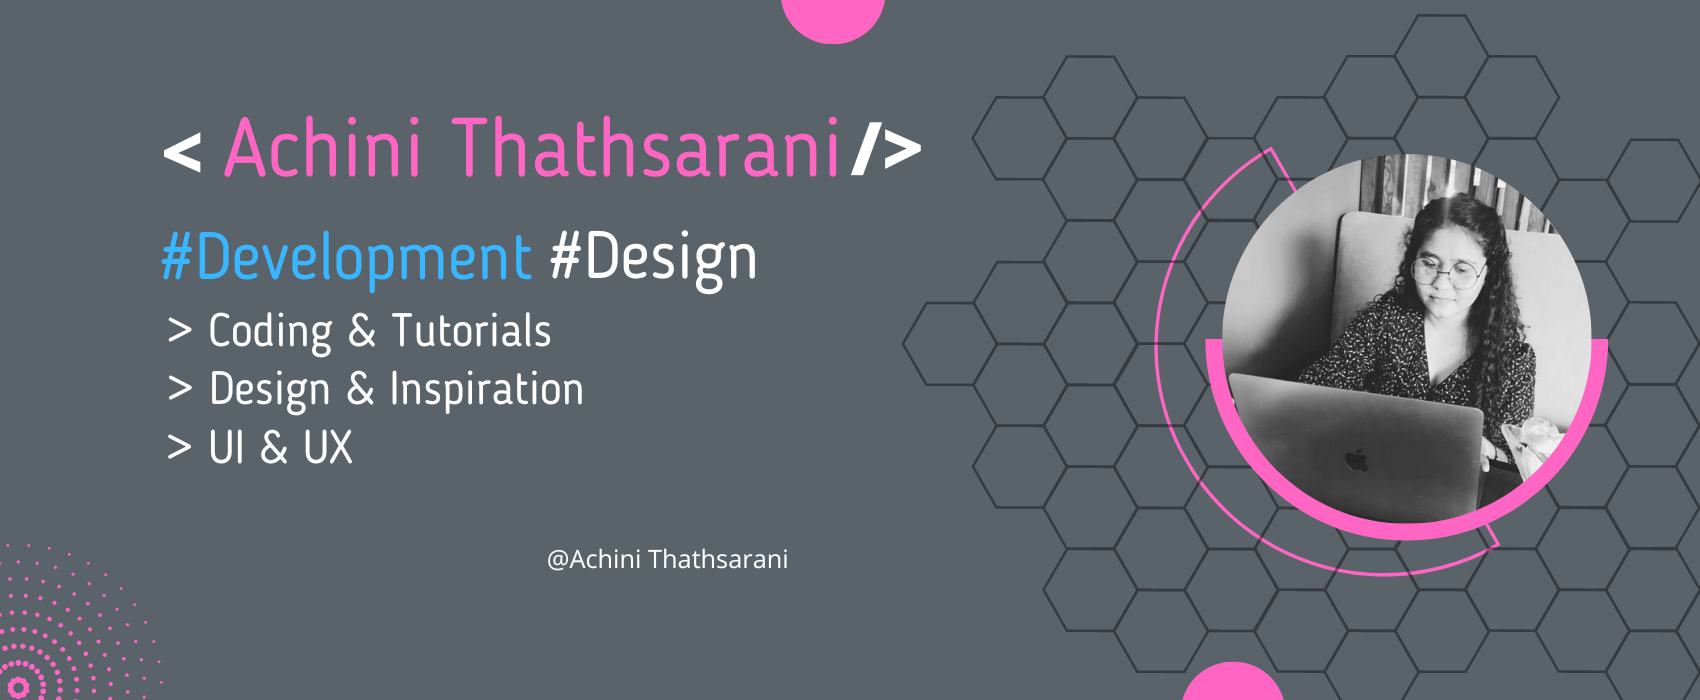 < Achini Thathsarani />
#Development #Design
> Coding & Tutorials
> Design & Inspiration
> UI & UX
@Achini Thathsarani